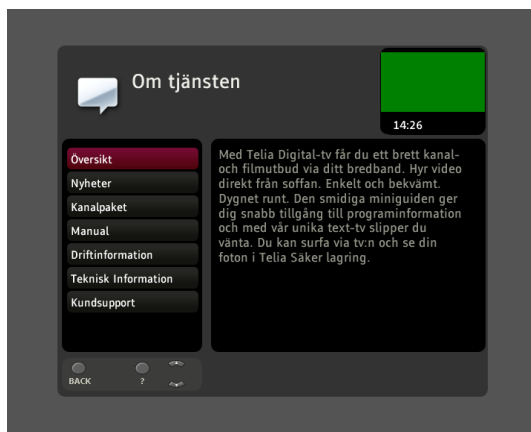 Om tjänsten
14:26
Översikt
Nyheter
Kanalpaket
Manual
Driftinformation
Teknisk Information
Kundsupport
Med Telia Digital-tv får du ett brett kanal-
och filmutbud via ditt bredband. Hyr video
direkt från soffan. Enkelt och bekvämt.
Dygnet runt. Den smidiga miniguiden ger
dig snabb tillgång till programinformation
och med vår unika text-tv slipper du
vänta. Du kan surfa via tv:n och se din
foton i Telia Säker lagring.
BACK
?